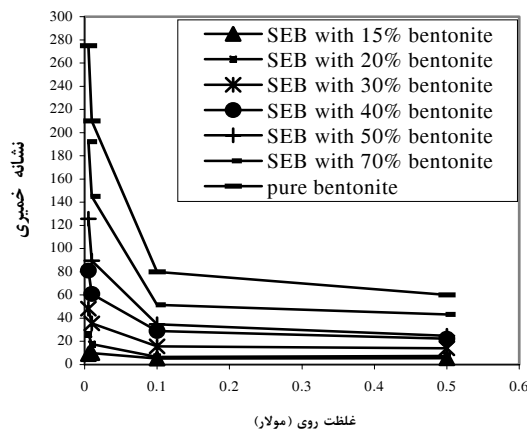 300
280
260
240
220
200
180
160
140
120
100
80
60
40
20
0
نشانه خمیری
SEB with 15% bentonite
SEB with 20% bentonite
SEB with 30% bentonite
SEB with 40% bentonite
SEB with 50% bentonite
SEB with 70% bentonite
pure bentonite
0 0.1 0.2 0.3 0.4 0.5 0.6
غلظت روی (مولار)